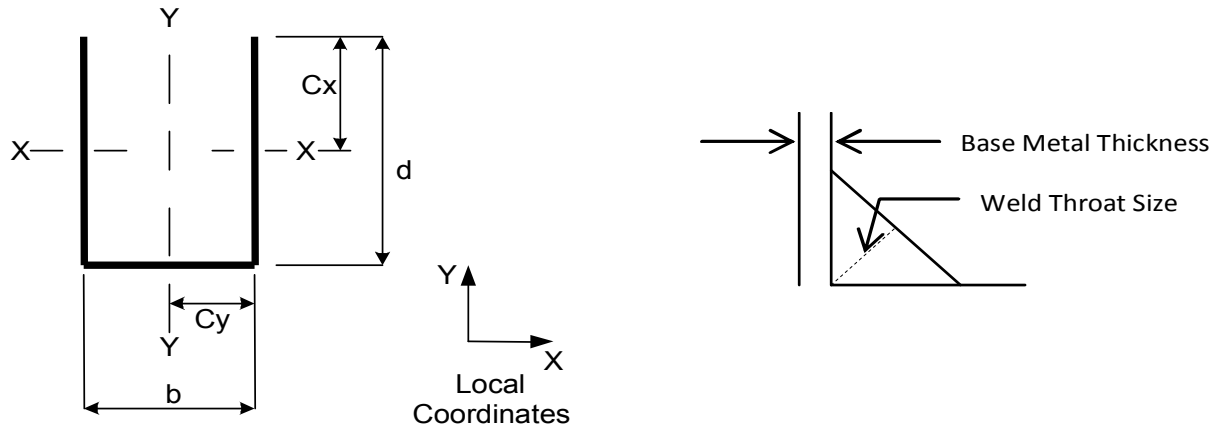 Y
Cx
X
X
d
Base Metal Thickness
Weld Throat Size
Y
Cy
Y
X
b
Local
Coordinates